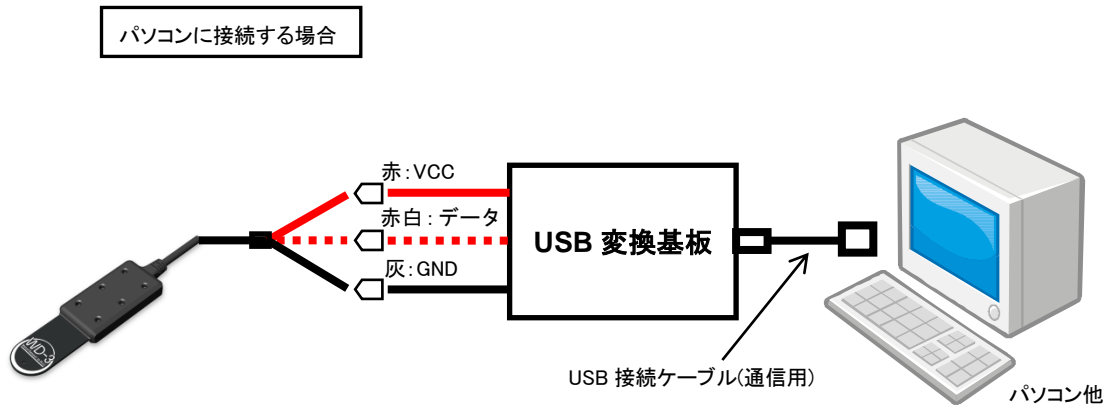 パソコンに接続する場合
赤：VCC
赤白：データ
灰：GND
USB 変換基板
USB 接続ケーブル(通信用)
パソコン他